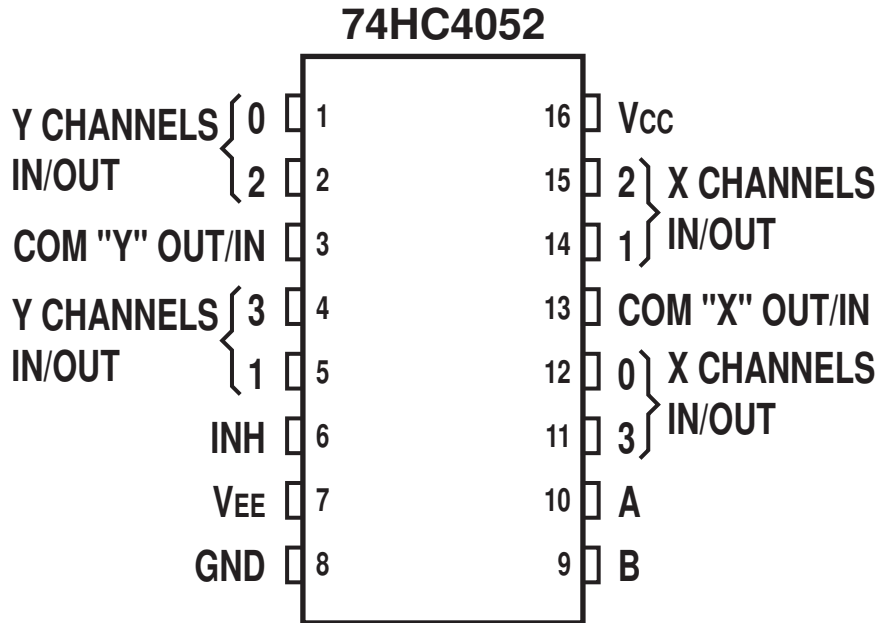 74HC4052
Y CHANNELS 0 1 16 VCC
IN/OUT 2 2 15 2 X CHANNELS
COM "Y" OUT/IN 3 14 1 IN/OUT
Y CHANNELS 3 4 13 COM "X" OUT/IN
IN/OUT 1 5 12 0 X CHANNELS
INH 6 11 3 IN/OUT
VEE 7 10 A
GND 8 9 B